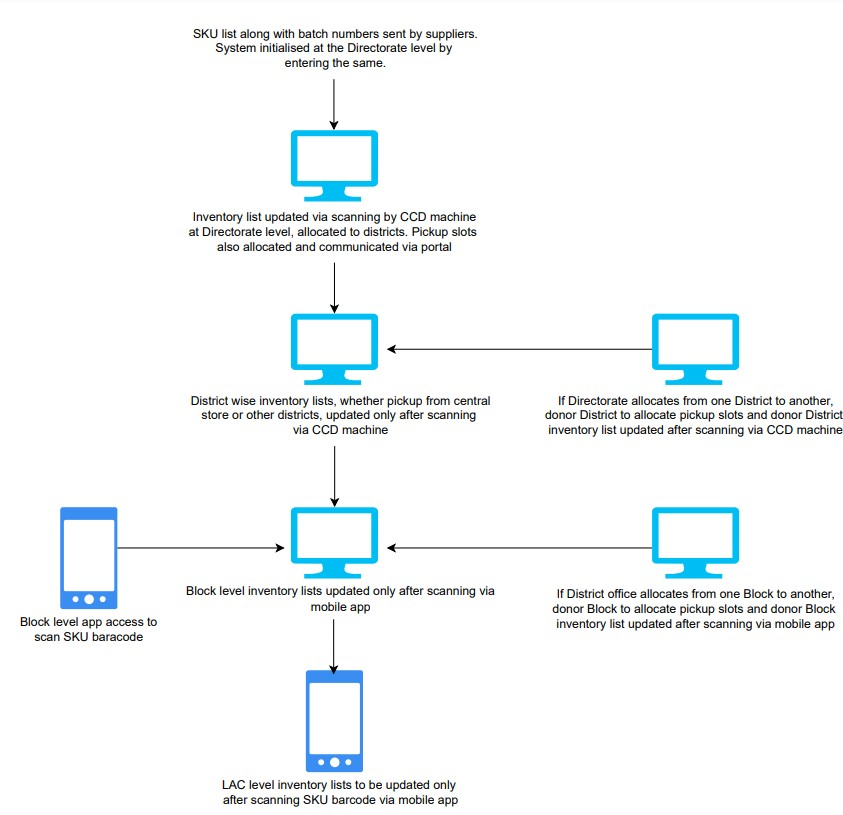 SKU list along with batch numbers sent by suppliers.
System initialised at the Directorate level by
entering the same.
Inventory list updated via scanning by CCD machine
at Directorate level, allocated to districts. Pickup slots
also allocated and communicated via portal
District wise inventory lists, whether pickup from central
store or other districts, updated only after scanning
via CCD machine
If Directorate allocates from one District to another,
donor District to allocate pickup slots and donor District
inventory list updated after scanning via CCD machine
Block level app access to
scan SKU baracode
Block level inventory lists updated only after scanning via
mobile app
If District office allocates from one Block to another,
donor Block to allocate pickup slots and donor Block
inventory list updated after scanning via mobile app
LAC level inventory lists to be updated only
after scanning SKU barcode via mobile app